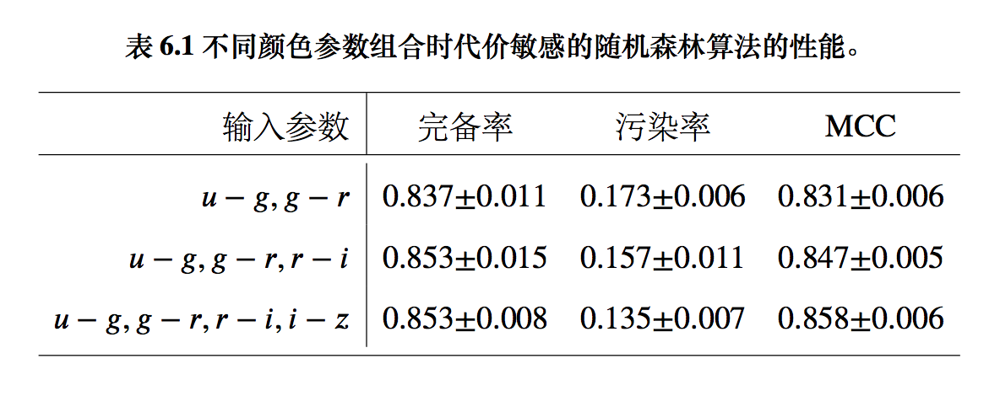 表 6.1 不同颜色参数组合时代价敏感的随机森林算法的性能。
输入参数 完备率 污染率 MCC
u − g, g − r 0.837±0.011 0.173±0.006 0.831±0.006
u − g, g − r, r − i 0.853±0.015 0.157±0.011 0.847±0.005
u − g, g − r, r − i, i − z 0.853±0.008 0.135±0.007 0.858±0.006